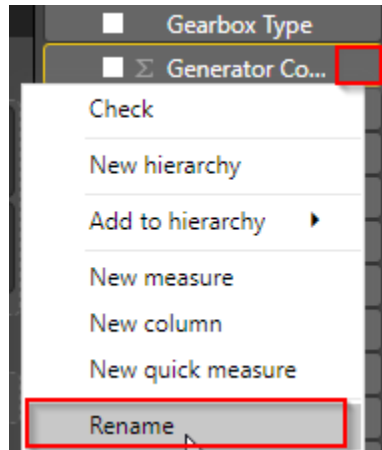 Gearbox Type
Σ Generator Co...
Check
New hierarchy
Add to hierarchy
New measure
New column
New quick measure
Rename